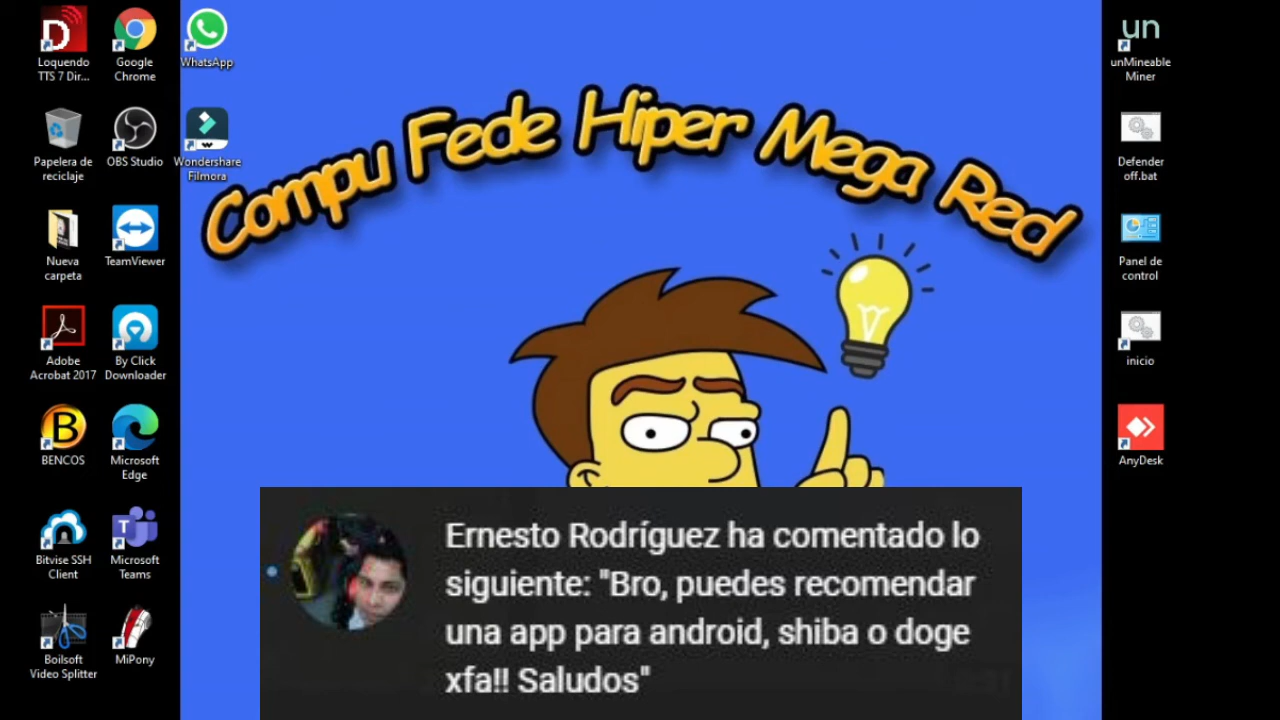 Loquendo
TTS 7 Dir...
Google
Chrome
WhatsApp
Papelera de
reciclaje
OBS Studio
Wondershare
Filmora
Nueva
carpeta
TeamViewer
Adobe
Acrobat 2017
By Click
Downloader
B
BENCOS
Microsoft
Edge
Bitvise SSH
Client
T
Microsoft
Teams
Boilsoft
Video Splitter
MiPony
Compu Fede Hiper Mega Red
un
unMineable
Miner
Defender
off.bat
Panel de
control
inicio
AnyDesk
Ernesto Rodríguez ha comentado lo
siguiente: "Bro, puedes recomendar
una app para android, shiba o doge
xfa!! Saludos"